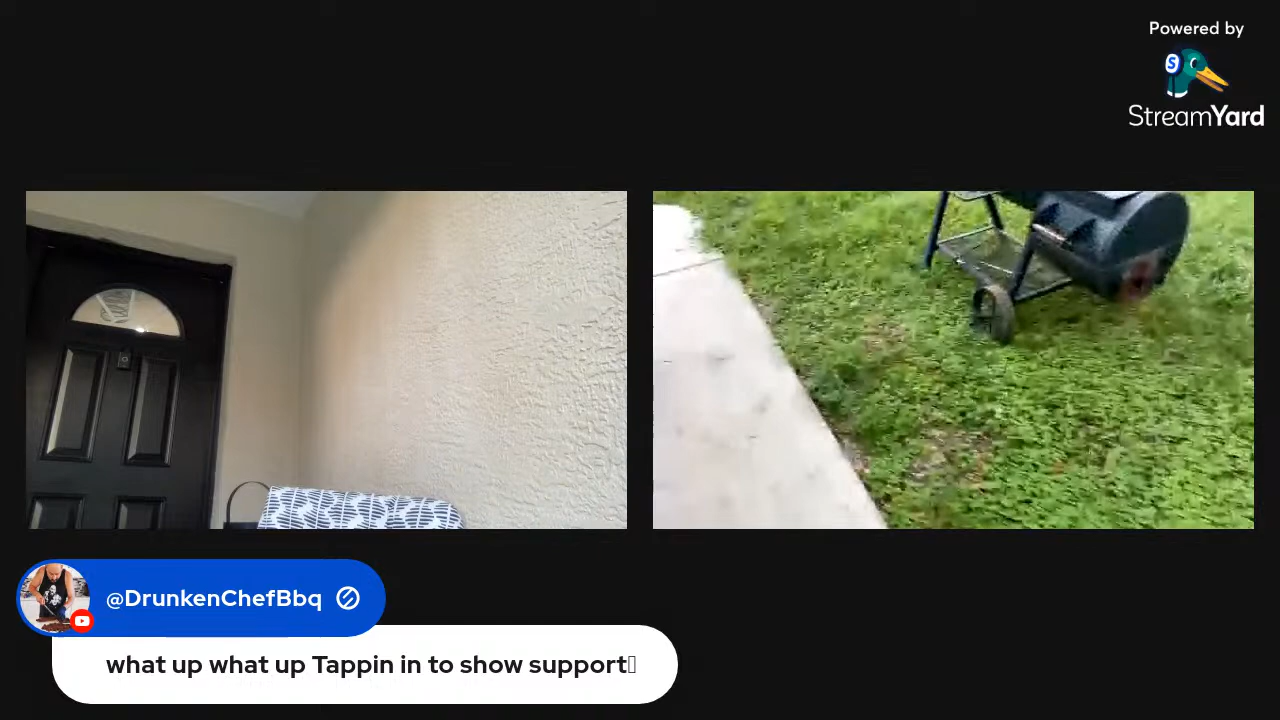 Powered by
S
StreamYard
@DrunkenChefBbq
what up what up Tappin in to show support